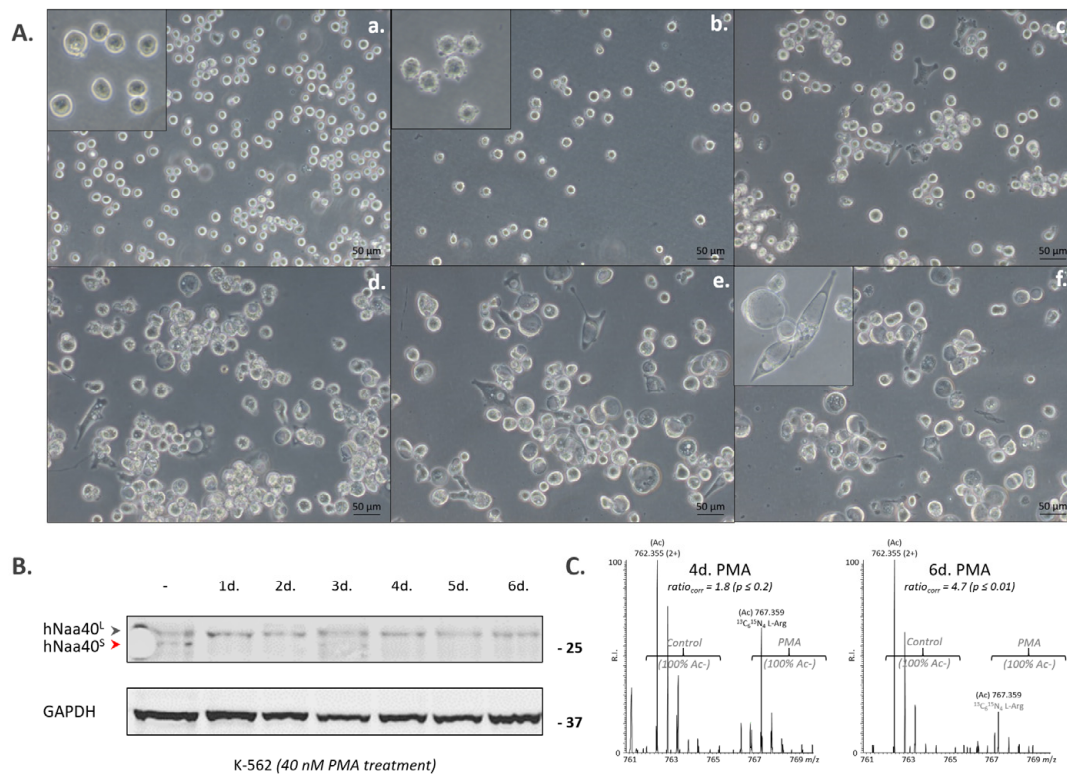 A.
a.
b.
c.
50 µm
50 µm
50 µm
d.
e.
f.
50 µm
50 µm
50 µm
B.
- 1d. 2d. 3d. 4d. 5d. 6d.
hNaa40ᴸ
hNaa40ˢ
- 25
GAPDH
- 37
K-562 (40 nM PMA treatment)
C.
(Ac)
762.355 (2+)
4d. PMA
ratio_corr = 1.8 (p ≤ 0.2)
(Ac) 767.359
¹³C₆¹⁵N₄ L-Arg
Control
(100% Ac-)
PMA
(100% Ac-)
100
R.I.
0
761 763 765 767 769 m/z
(Ac)
762.355 (2+)
6d. PMA
ratio_corr = 4.7 (p ≤ 0.01)
Control
(100% Ac-)
PMA
(100% Ac-)
(Ac) 767.359
¹³C₆¹⁵N₄ L-Arg
100
R.I.
0
761 763 765 767 769 m/z